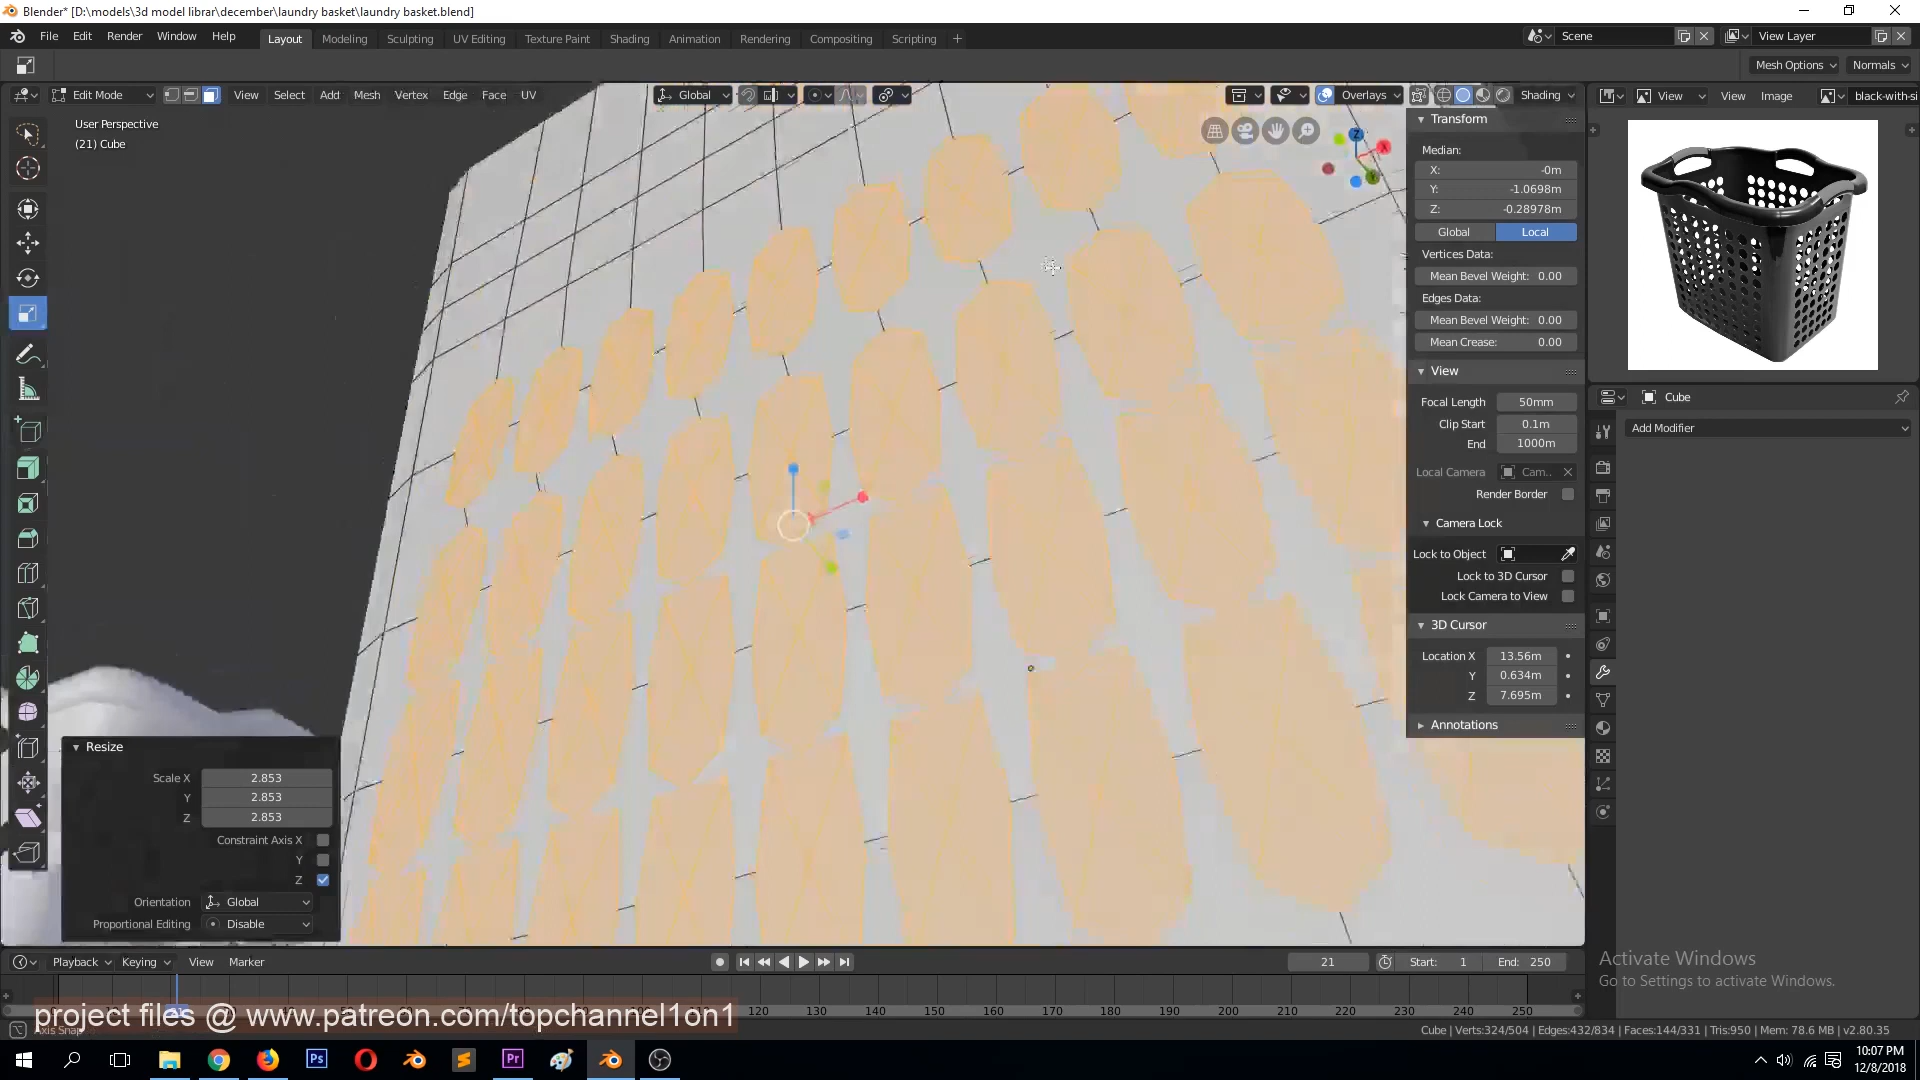 Blender* [D:\models\3d model librar\december\laundry basket\laundry basket.blend]
File Edit Render Window Help Layout Modeling Sculpting UV Editing Texture Paint Shading Animation Rendering Compositing Scripting + Scene View Layer
Mesh Options Normals
Edit Mode View Select Add Mesh Vertex Edge Face UV Global Overlays Shading View View Image black-with-si
User Perspective
(21) Cube
Z X Y
Transform
Median:
X: -0m
Y: -1.0698m
Z: -0.28978m
Global Local
Vertices Data:
Mean Bevel Weight: 0.00
Edges Data:
Mean Bevel Weight: 0.00
Mean Crease: 0.00
View
Focal Length 50mm
Clip Start 0.1m
End 1000m
Local Camera Cam..
Render Border
Camera Lock
Lock to Object
Lock to 3D Cursor
Lock Camera to View
3D Cursor
Location X 13.56m
Y 0.634m
Z 7.695m
Annotations
Cube
Add Modifier
Resize
Scale X 2.853
Y 2.853
Z 2.853
Constraint Axis X
Y
Z
Orientation Global
Proportional Editing Disable
Playback Keying View Marker 21 Start: 1 End: 250
120 130 140 150 160 170 180 190 200 210 220 230 240 250
project files @ www.patreon.com/topchannel1on1
Axis Snap
Activate Windows
Go to Settings to activate Windows.
Cube | Verts:324/504 | Edges:432/834 | Faces:144/331 | Tris:950 | Mem: 78.6 MB | v2.80.35
Ps Pr
10:07 PM
12/8/2018